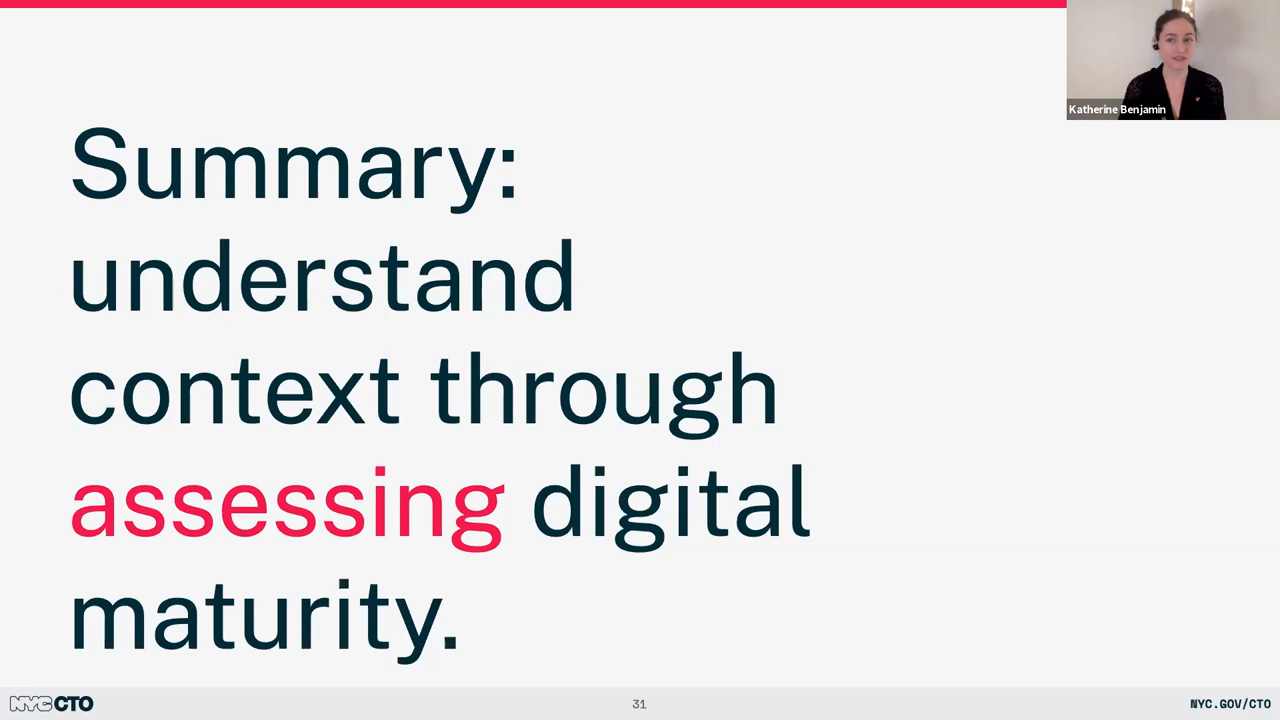 Katherine Benjamin
Summary:
understand
context through
assessing digital
maturity.
NYC CTO
31
NYC.GOV/CTO